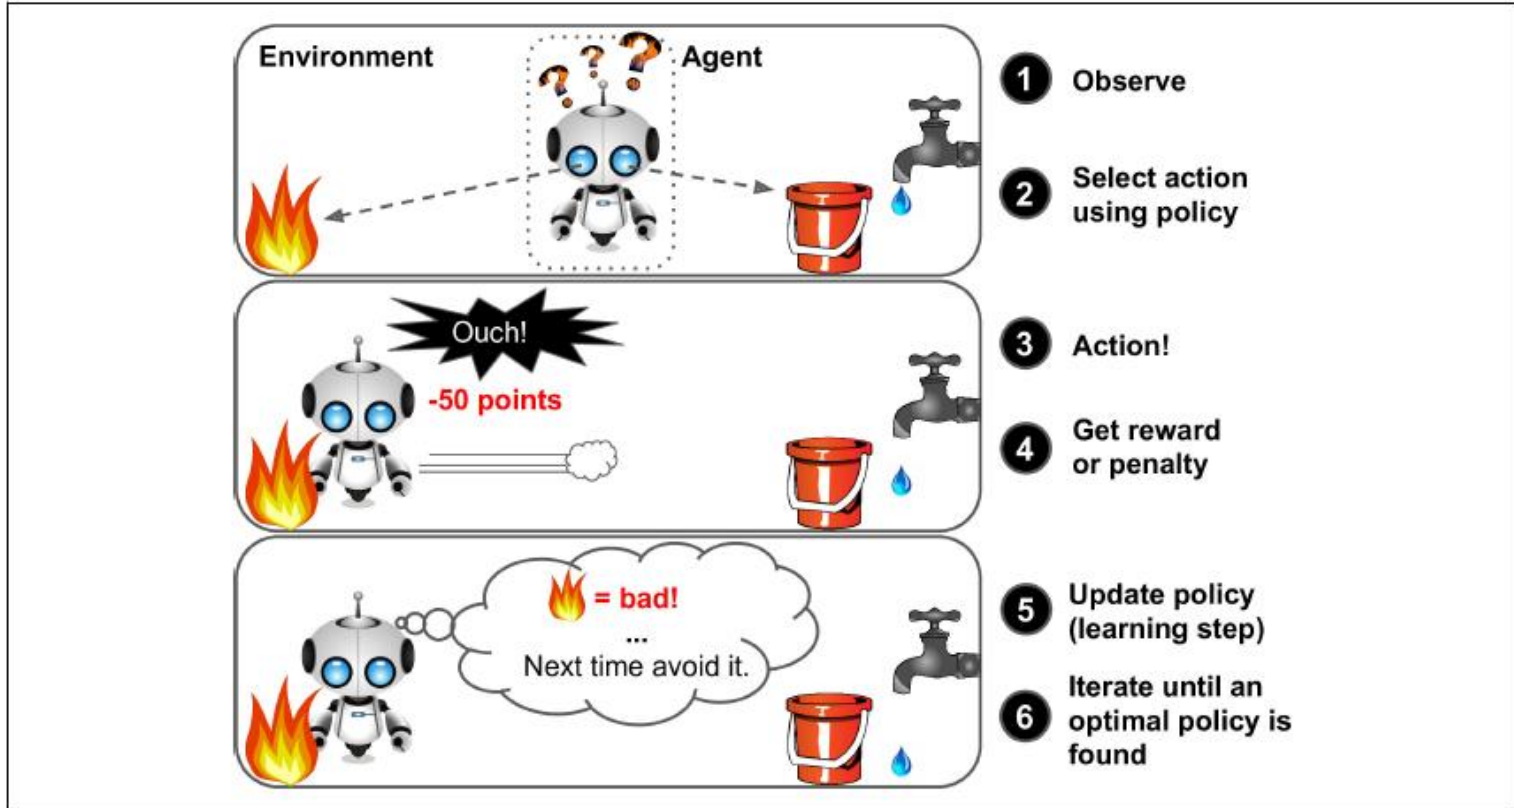 Environment
Agent
? ? ?
1 Observe
2 Select action
using policy
Ouch!
-50 points
3 Action!
4 Get reward
or penalty
= bad!
...
Next time avoid it.
5 Update policy
(learning step)
6 Iterate until an
optimal policy is
found